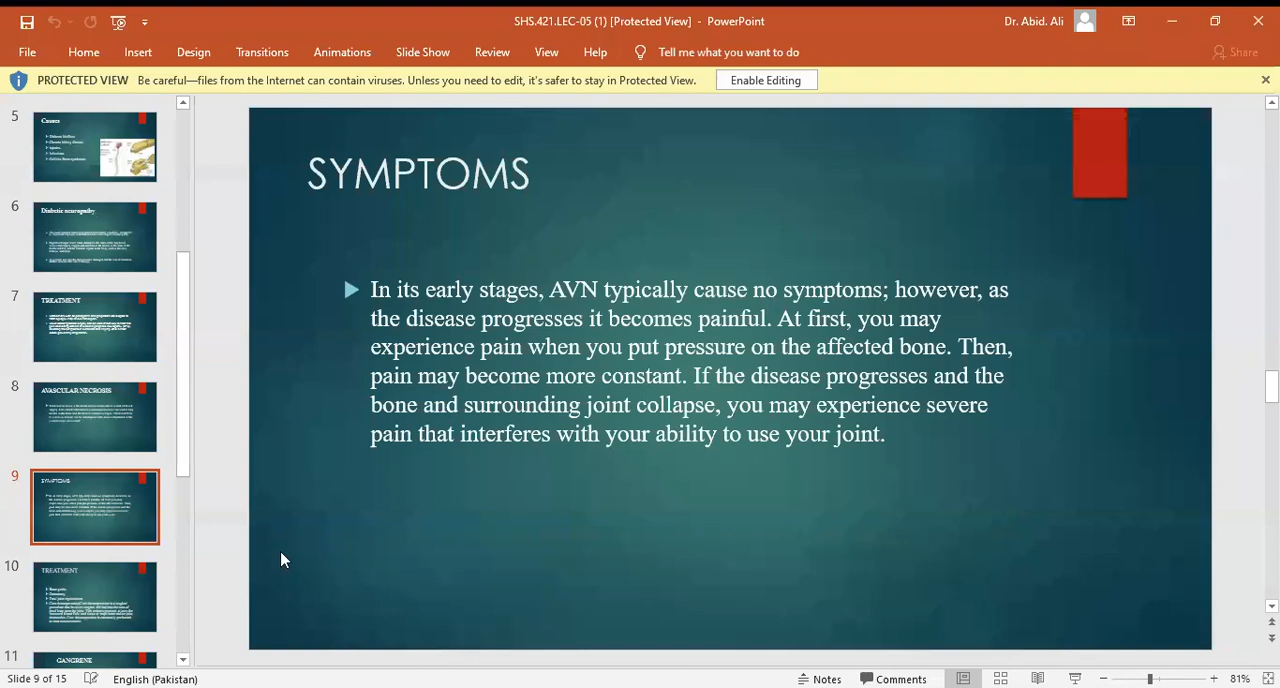 SHS.421.LEC-05 (1) [Protected View] - PowerPoint
Dr. Abid. Ali
File Home Insert Design Transitions Animations Slide Show Review View Help Tell me what you want to do Share
PROTECTED VIEW Be careful—files from the Internet can contain viruses. Unless you need to edit, it's safer to stay in Protected View. Enable Editing
5
Causes
6
Diabetic neuropathy
7
TREATMENT
8
AVASCULAR NECROSIS
9
SYMPTOMS
10
TREATMENT
11
GANGRENE
SYMPTOMS
In its early stages, AVN typically cause no symptoms; however, as
the disease progresses it becomes painful. At first, you may
experience pain when you put pressure on the affected bone. Then,
pain may become more constant. If the disease progresses and the
bone and surrounding joint collapse, you may experience severe
pain that interferes with your ability to use your joint.
Slide 9 of 15 English (Pakistan) Notes Comments 81%